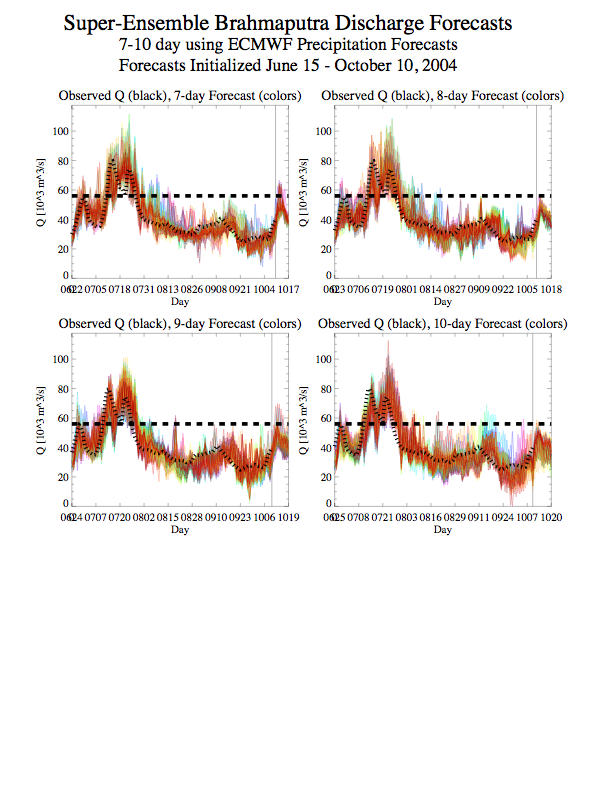 Super-Ensemble Brahmaputra Discharge Forecasts
7-10 day using ECMWF Precipitation Forecasts
Forecasts Initialized June 15 - October 10, 2004
Observed Q (black), 7-day Forecast (colors)
Q [10^3 m^3/s]
100
80
60
40
20
0
0622 0705 0718 0731 0813 0826 0908 0921 1004 1017
Day
Observed Q (black), 8-day Forecast (colors)
Q [10^3 m^3/s]
100
80
60
40
20
0
0623 0706 0719 0801 0814 0827 0909 0922 1005 1018
Day
Observed Q (black), 9-day Forecast (colors)
Q [10^3 m^3/s]
100
80
60
40
20
0
0624 0707 0720 0802 0815 0828 0910 0923 1006 1019
Day
Observed Q (black), 10-day Forecast (colors)
Q [10^3 m^3/s]
100
80
60
40
20
0
0625 0708 0721 0803 0816 0829 0911 0924 1007 1020
Day